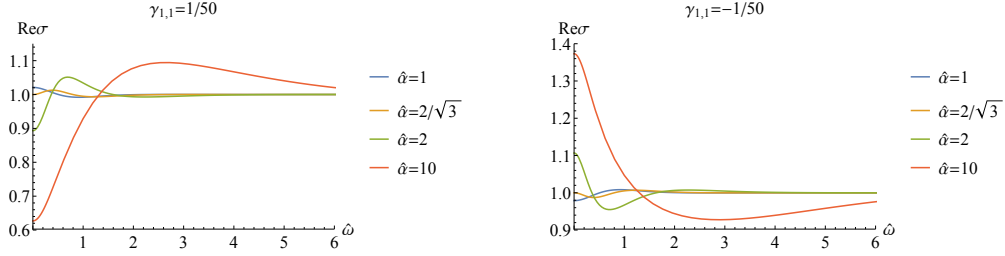 γ1,1=1/50
Reσ
1.1
1.0
0.9
0.8
0.7
0.6
1 2 3 4 5 6
ω̂
α̂=1
α̂=2/√3
α̂=2
α̂=10
γ1,1=-1/50
Reσ
1.4
1.3
1.2
1.1
1.0
0.9
1 2 3 4 5 6
ω̂
α̂=1
α̂=2/√3
α̂=2
α̂=10